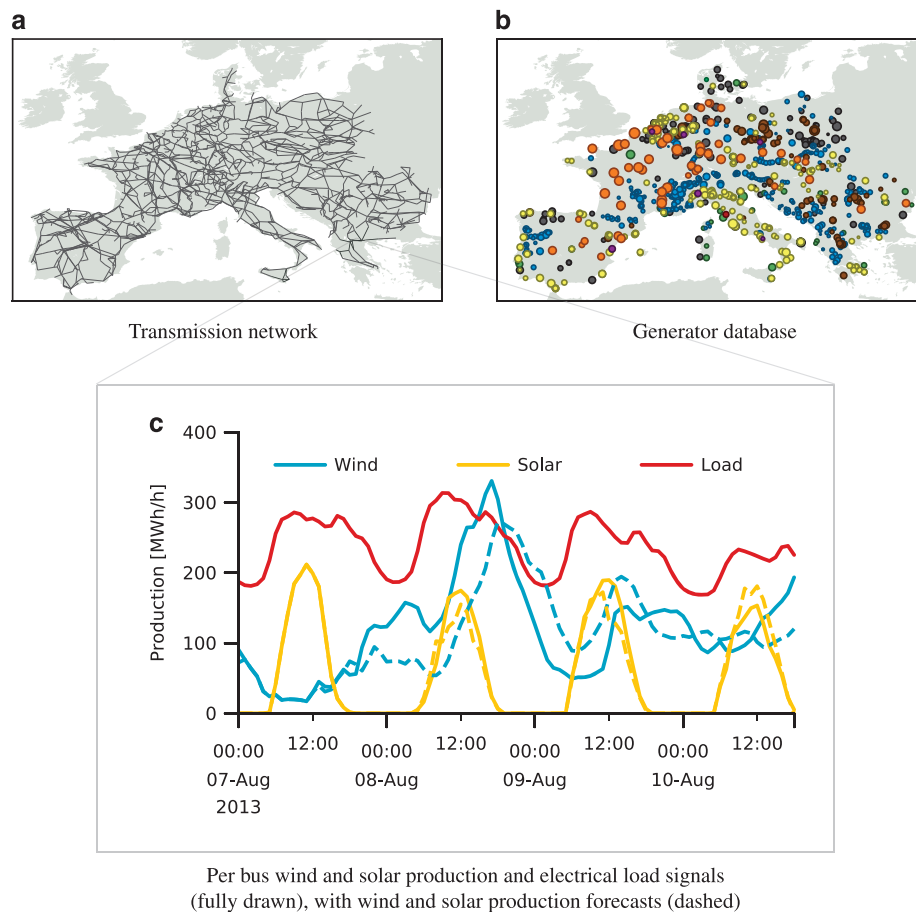 a
b
Transmission network
Generator database
c
400
300
200
100
0
Production [MWh/h]
Wind
Solar
Load
00:00
12:00
00:00
12:00
00:00
12:00
00:00
12:00
07-Aug
08-Aug
09-Aug
10-Aug
2013
Per bus wind and solar production and electrical load signals
(fully drawn), with wind and solar production forecasts (dashed)